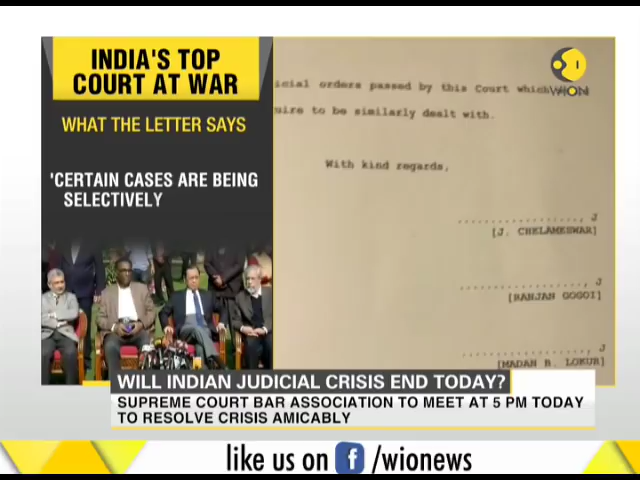 INDIA'S TOP
COURT AT WAR
WHAT THE LETTER SAYS
'CERTAIN CASES ARE BEING
SELECTIVELY
icial orders passed by this Court which
uire to be similarly dealt with.
With kind regards,
..................., J
[J. CHELAMESWAR]
..................., J
[RANJAN GOGOI]
..................., J
[MADAN B. LOKUR]
WION
WILL INDIAN JUDICIAL CRISIS END TODAY?
SUPREME COURT BAR ASSOCIATION TO MEET AT 5 PM TODAY
TO RESOLVE CRISIS AMICABLY
like us on f /wionews